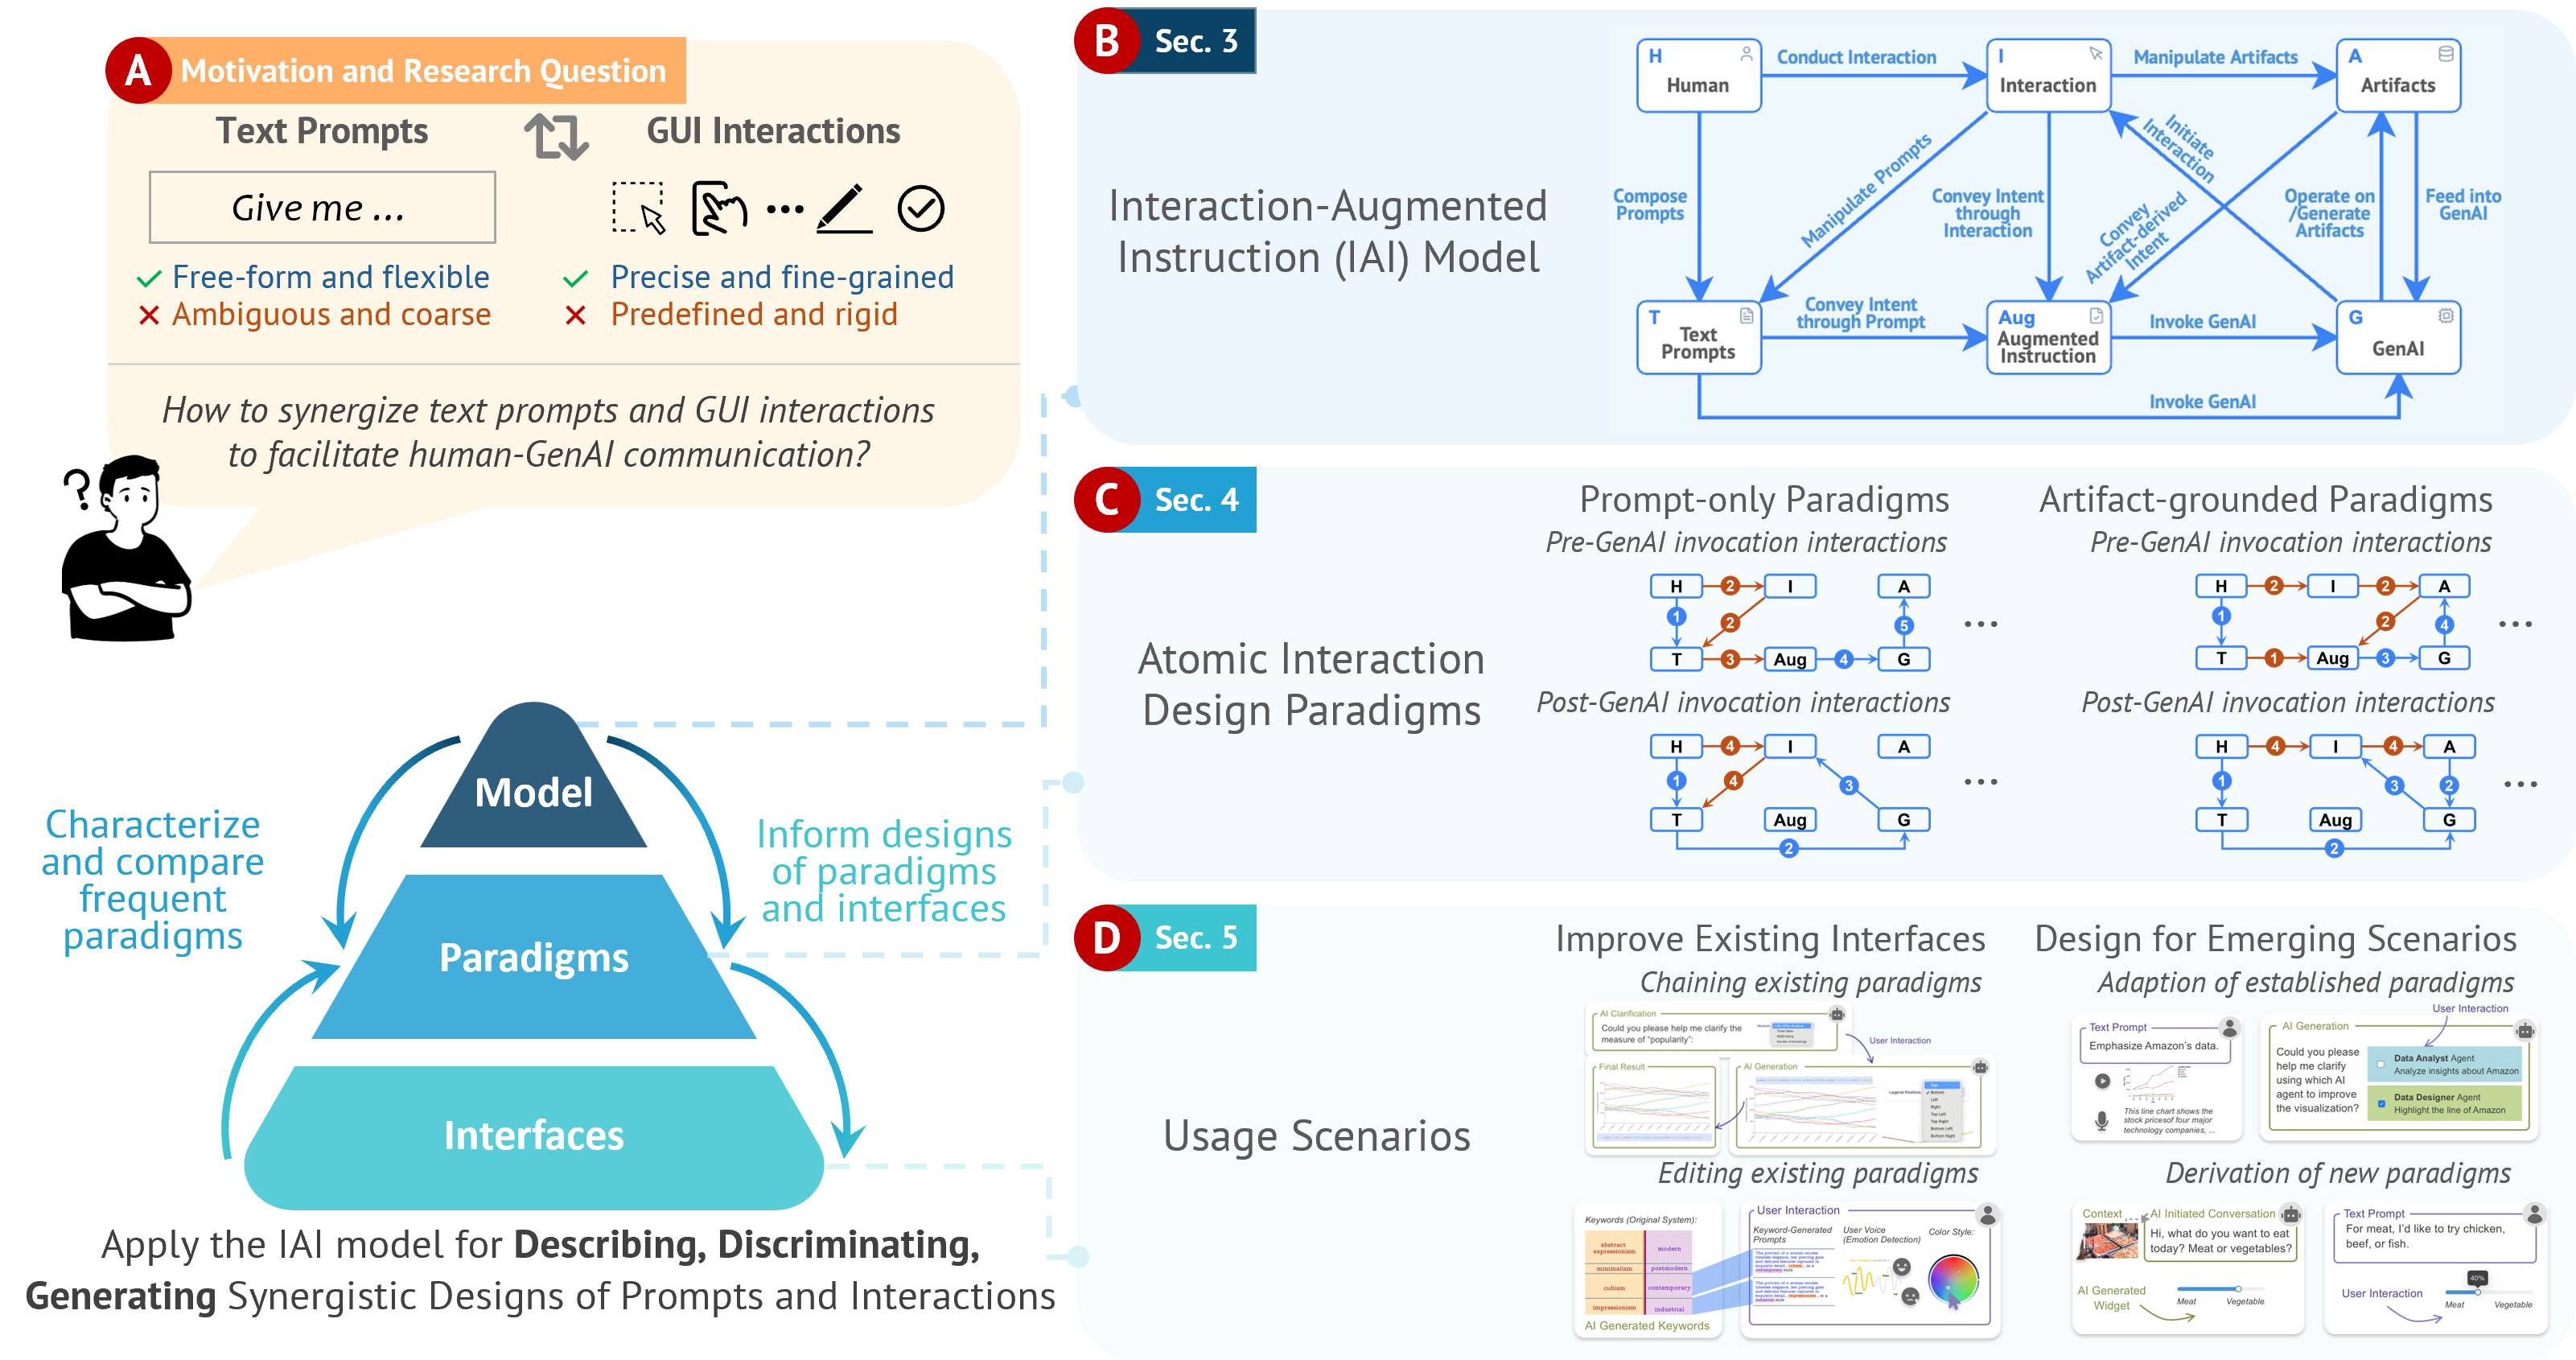 A Motivation and Research Question
Text Prompts
GUI Interactions
Give me ...
Free-form and flexible
Ambiguous and coarse
Precise and fine-grained
Predefined and rigid
How to synergize text prompts and GUI interactions
to facilitate human-GenAI communication?
?
Model
Paradigms
Interfaces
Characterize
and compare
frequent
paradigms
Inform designs
of paradigms
and interfaces
Apply the IAI model for Describing, Discriminating,
Generating Synergistic Designs of Prompts and Interactions
B Sec. 3
Interaction-Augmented
Instruction (IAI) Model
H
Human
Conduct Interaction
I
Interaction
Manipulate Artifacts
A
Artifacts
Compose
Prompts
Manipulate Prompts
Convey Intent
through
Interaction
Convey
Artifact-derived
Intent
Initiate
Interaction
Operate on
/Generate
Artifacts
Feed into
GenAI
T
Text
Prompts
Convey Intent
through Prompt
Aug
Augmented
Instruction
Invoke GenAI
G
GenAI
Invoke GenAI
C Sec. 4
Atomic Interaction
Design Paradigms
Prompt-only Paradigms
Pre-GenAI invocation interactions
H 2 I A
1 2 5
T 3 Aug 4 G
...
Post-GenAI invocation interactions
H 4 I A
1 4 3
T Aug G
2
...
Artifact-grounded Paradigms
Pre-GenAI invocation interactions
H 2 I 2 A
1 2 4
T 1 Aug 3 G
...
Post-GenAI invocation interactions
H 4 I 4 A
1 3 2
T Aug G
2
...
D Sec. 5
Usage Scenarios
Improve Existing Interfaces
Chaining existing paradigms
AI Clarification
Could you please help me clarify the
measure of "popularity":
User Interaction
Final Result
AI Generation
Legend Position
Top
Bottom
Left
Right
Top Left
Top Right
Bottom Left
Bottom Right
Editing existing paradigms
Keywords (Original System):
abstract
expressionism
modern
minimalism
postmodern
cubism
contemporary
impressionism
industrial
AI Generated Keywords
User Interaction
Keyword-Generated
Prompts
User Voice
(Emotion Detection)
Color Style:
Design for Emerging Scenarios
Adaption of established paradigms
User Interaction
Text Prompt
Emphasize Amazon's data.
This line chart shows the
stock pricesof four major
technology companies, ...
AI Generation
Could you please
help me clarify
using which AI
agent to improve
the visualization?
Data Analyst Agent
Analyze insights about Amazon
Data Designer Agent
Highlight the line of Amazon
Derivation of new paradigms
Context
AI Initiated Conversation
Hi, what do you want to eat
today? Meat or vegetables?
AI Generated
Widget
Meat
Vegetable
Text Prompt
For meat, I'd like to try chicken,
beef, or fish.
40%
User Interaction
Meat
Vegetable